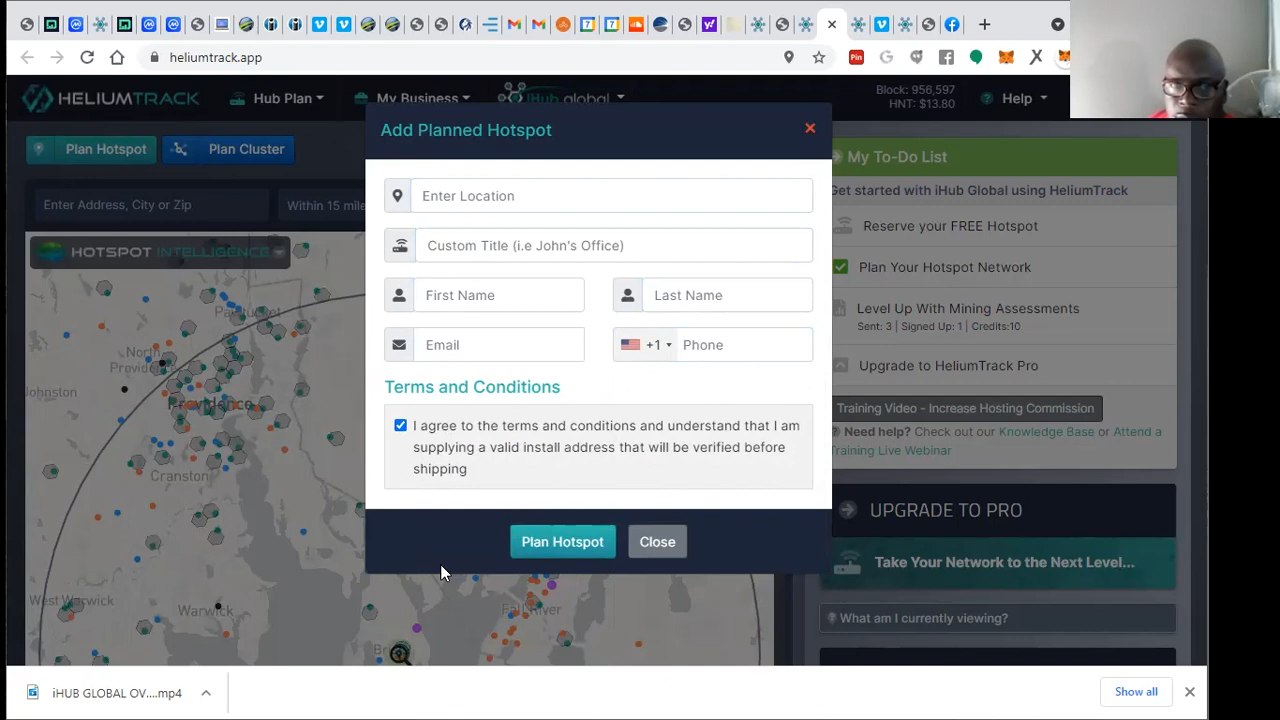 heliumtrack.app
HELIUMTRACK
Hub Plan
My Business
iHub global
Block: 956,597
HNT: $13.80
Help
Plan Hotspot
Plan Cluster
Enter Address, City or Zip
Within 15 mile
HOTSPOT INTELLIGENCE
Pawtucket
North
Providence
Johnston
Providence
Cranston
West Warwick
Warwick
Fall River
Add Planned Hotspot
Enter Location
Custom Title (i.e John's Office)
First Name
Last Name
Email
+1
Phone
Terms and Conditions
I agree to the terms and conditions and understand that I am
supplying a valid install address that will be verified before
shipping
Plan Hotspot
Close
My To-Do List
Get started with iHub Global using HeliumTrack
Reserve your FREE Hotspot
Plan Your Hotspot Network
Level Up With Mining Assessments
Sent: 3 | Signed Up: 1 | Credits:10
Upgrade to HeliumTrack Pro
Training Video - Increase Hosting Commission
Need help? Check out our Knowledge Base or Attend a
Training Live Webinar
UPGRADE TO PRO
Take Your Network to the Next Level...
What am I currently viewing?
iHUB GLOBAL OV....mp4
Show all